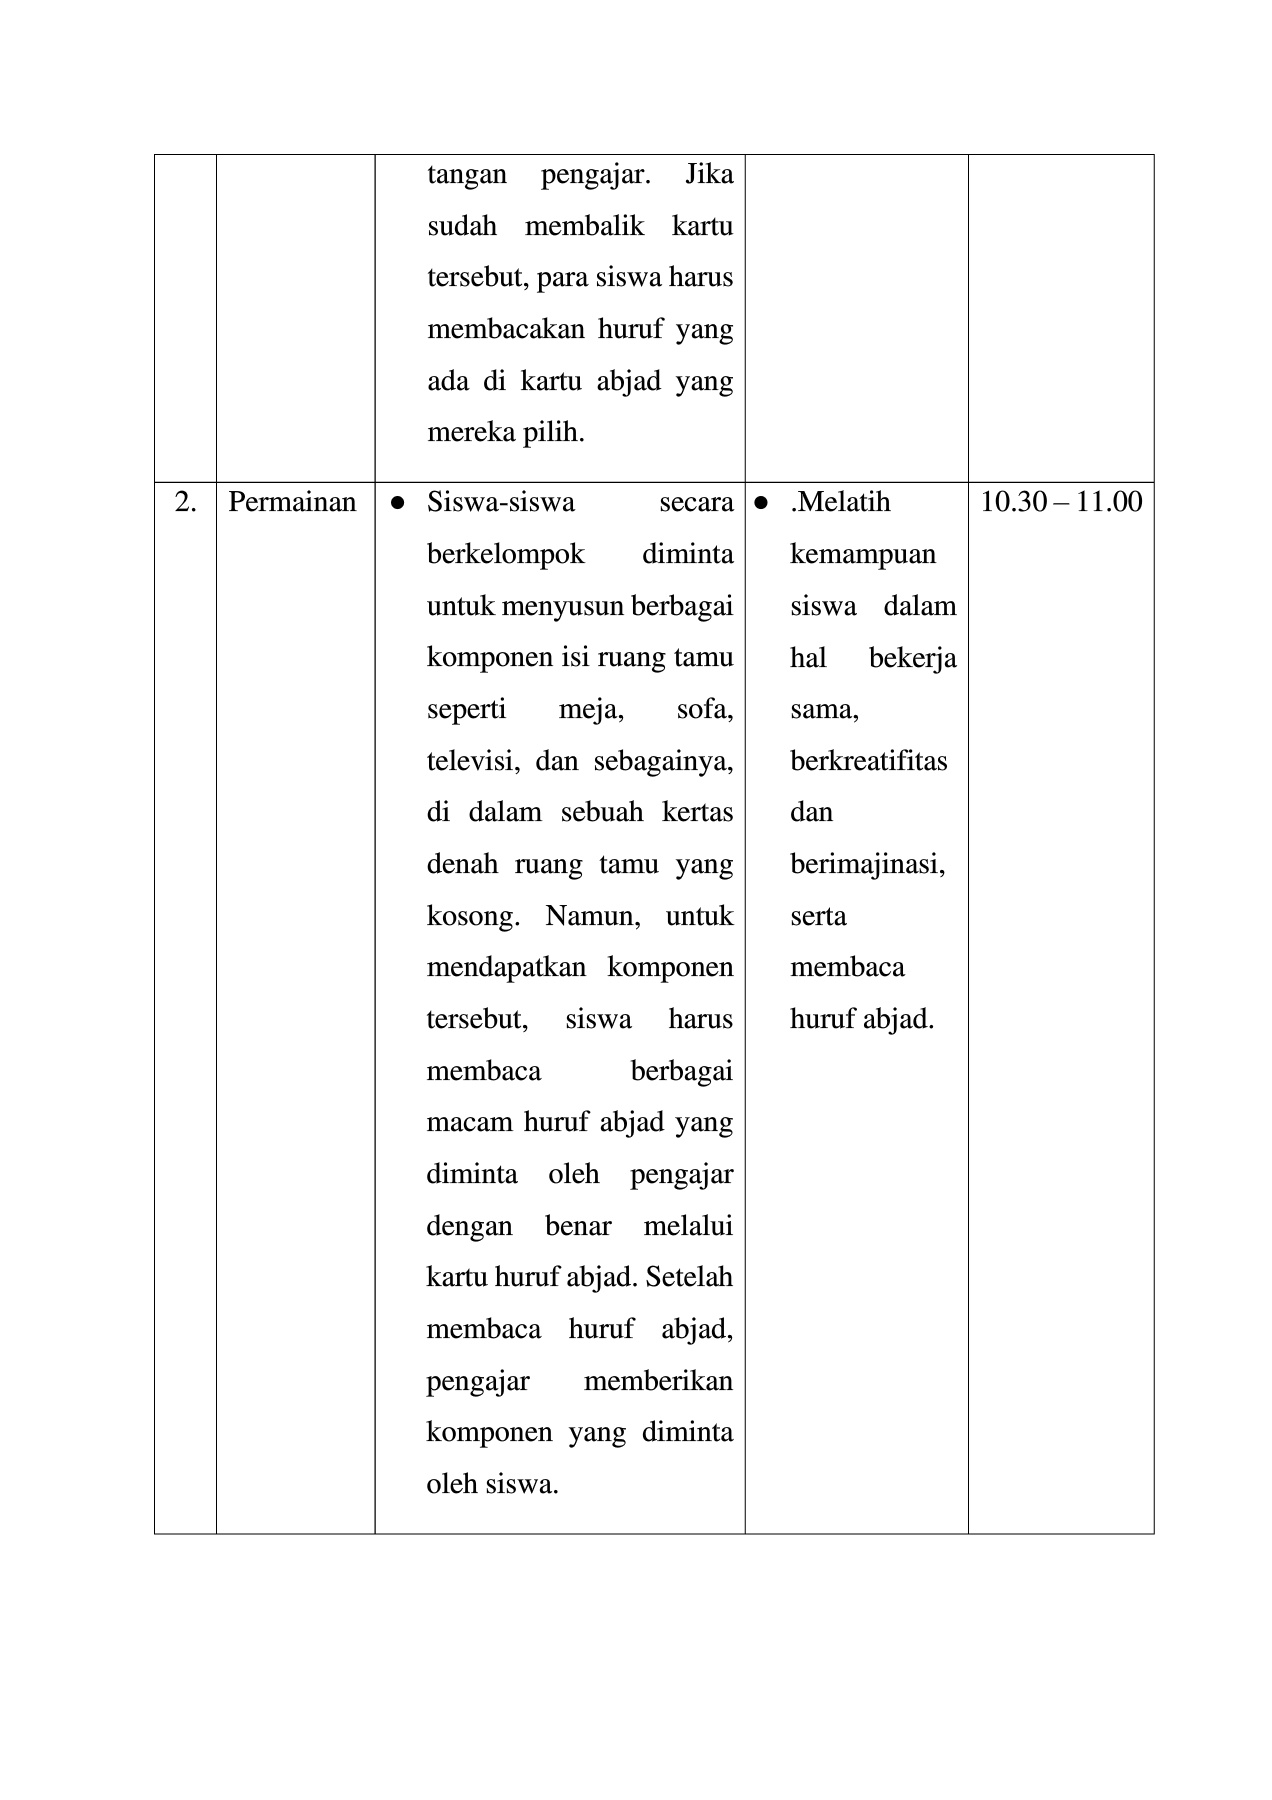 tangan pengajar. Jika
sudah membalik kartu
tersebut, para siswa harus
membacakan huruf yang
ada di kartu abjad yang
mereka pilih.
2.
Permainan
● Siswa-siswa secara
berkelompok diminta
untuk menyusun berbagai
komponen isi ruang tamu
seperti meja, sofa,
televisi, dan sebagainya,
di dalam sebuah kertas
denah ruang tamu yang
kosong. Namun, untuk
mendapatkan komponen
tersebut, siswa harus
membaca berbagai
macam huruf abjad yang
diminta oleh pengajar
dengan benar melalui
kartu huruf abjad. Setelah
membaca huruf abjad,
pengajar memberikan
komponen yang diminta
oleh siswa.
● .Melatih
kemampuan
siswa dalam
hal bekerja
sama,
berkreatifitas
dan
berimajinasi,
serta
membaca
huruf abjad.
10.30 – 11.00